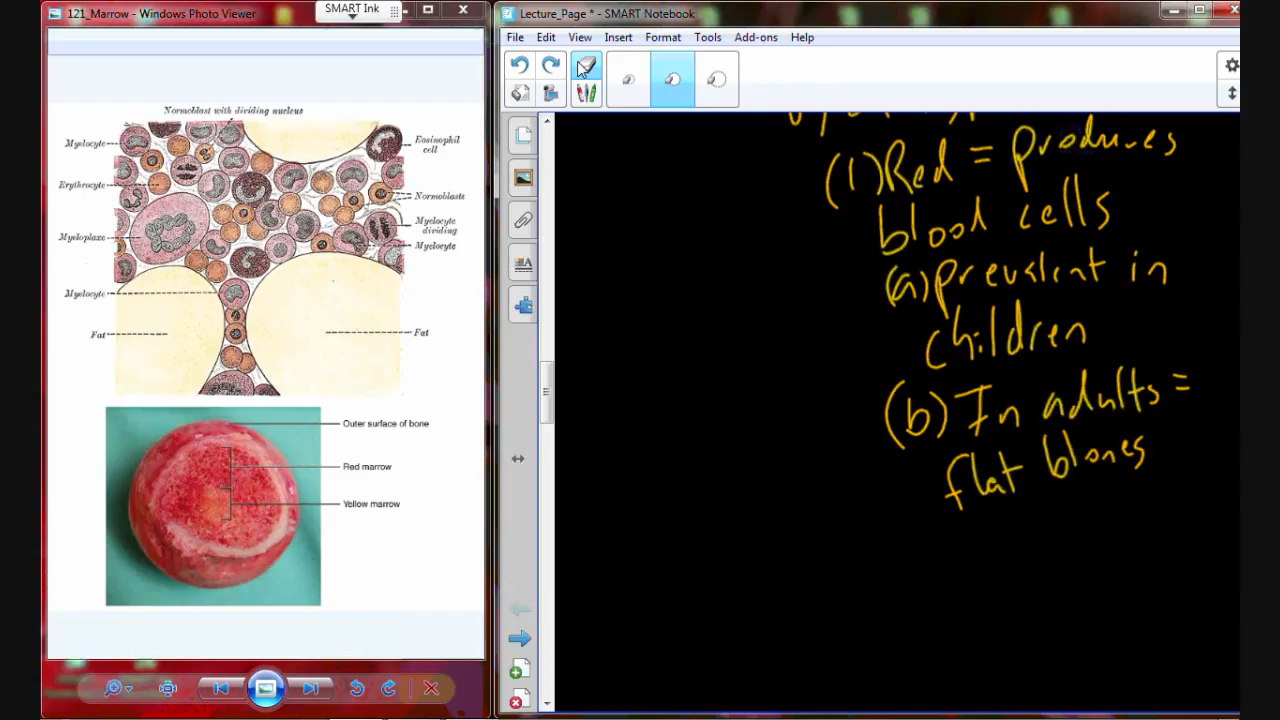 121_Marrow - Windows Photo Viewer
SMART Ink
Normoblast with dividing nucleus
Myelocyte
Erythrocyte
Myeloplaxe
Myelocyte
Fat
Eosinophil
cell
Normoblasts
Myelocyte
dividing
Myelocyte
Fat
Outer surface of bone
Red marrow
Yellow marrow
Lecture_Page * - SMART Notebook
File Edit View Insert Format Tools Add-ons Help
(1) Red = produces
blood cells
(a) prevalent in
children
(b) In adults =
flat blones